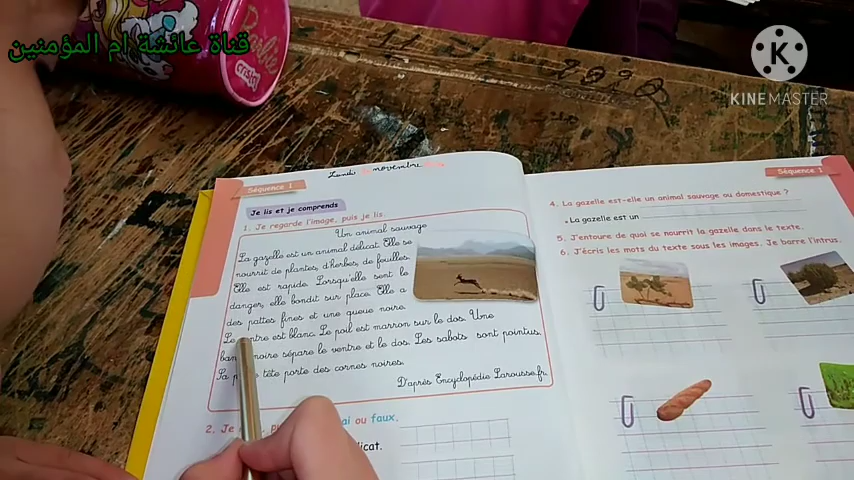 قناة عائشة ام المؤمنين
K
KINEMASTER
Barbie
Lundi novembre
Séquence 1
Je lis et je comprends
1. Je regarde l'image, puis je lis.
Un animal sauvage
La gazelle est un animal délicat. Elle se
nourrit de plantes, d'herbes, de feuilles.
Elle est rapide. Lorsqu'elle sent le
danger, elle bondit sur place. Elle a
des pattes fines et une queue noire.
Le ventre est blanc. Le poil est marron sur le dos. Une
noire sépare le ventre et le dos. Les sabots sont pointus.
Sa tête porte des cornes noires.
D'après Encyclopédie Larousse.fr.
2. Je ai ou faux.
icat.
Séquence 1
4. La gazelle est-elle un animal sauvage ou domestique ?
• La gazelle est un
5. J'entoure de quoi se nourrit la gazelle dans le texte.
6. J'écris les mots du texte sous les images. Je barre l'intrus.